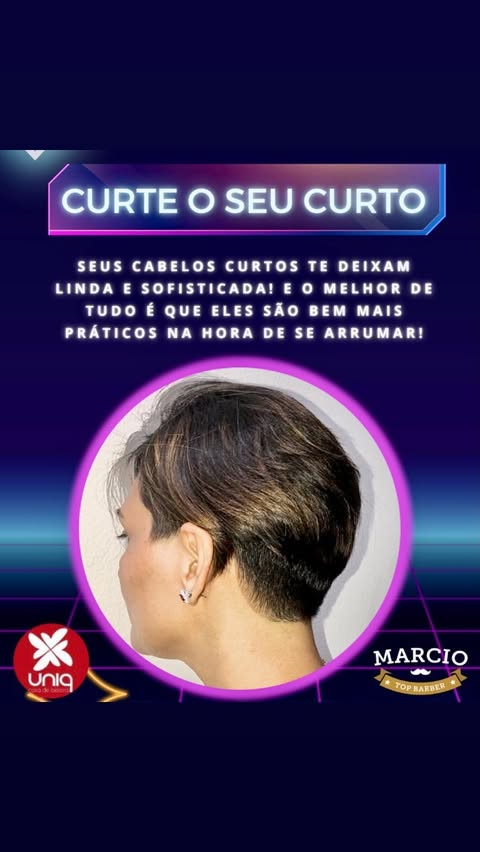 CURTE O SEU CURTO
SEUS CABELOS CURTOS TE DEIXAM
LINDA E SOFISTICADA! E O MELHOR DE
TUDO É QUE ELES SÃO BEM MAIS
PRÁTICOS NA HORA DE SE ARRUMAR!
uniq
MARCIO
TOP BARBER